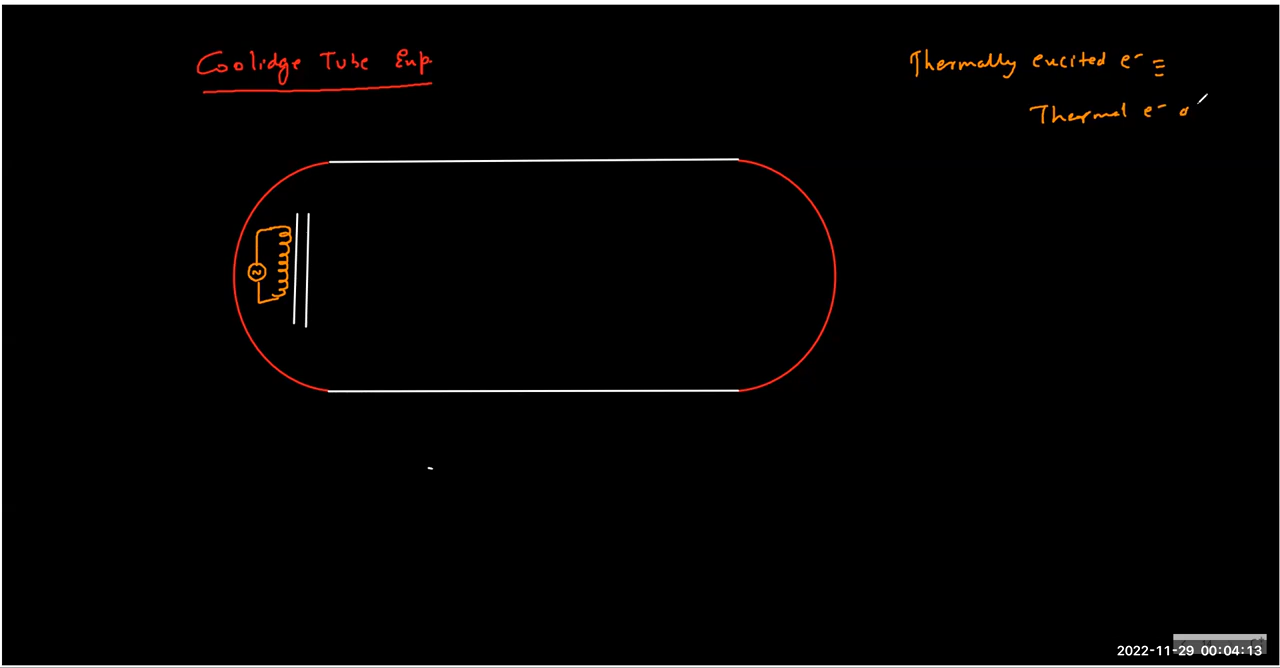 Coolidge Tube Exp.
Thermally excited e⁻ ≡
Thermal e⁻ o
~
2022-11-29 00:04:13